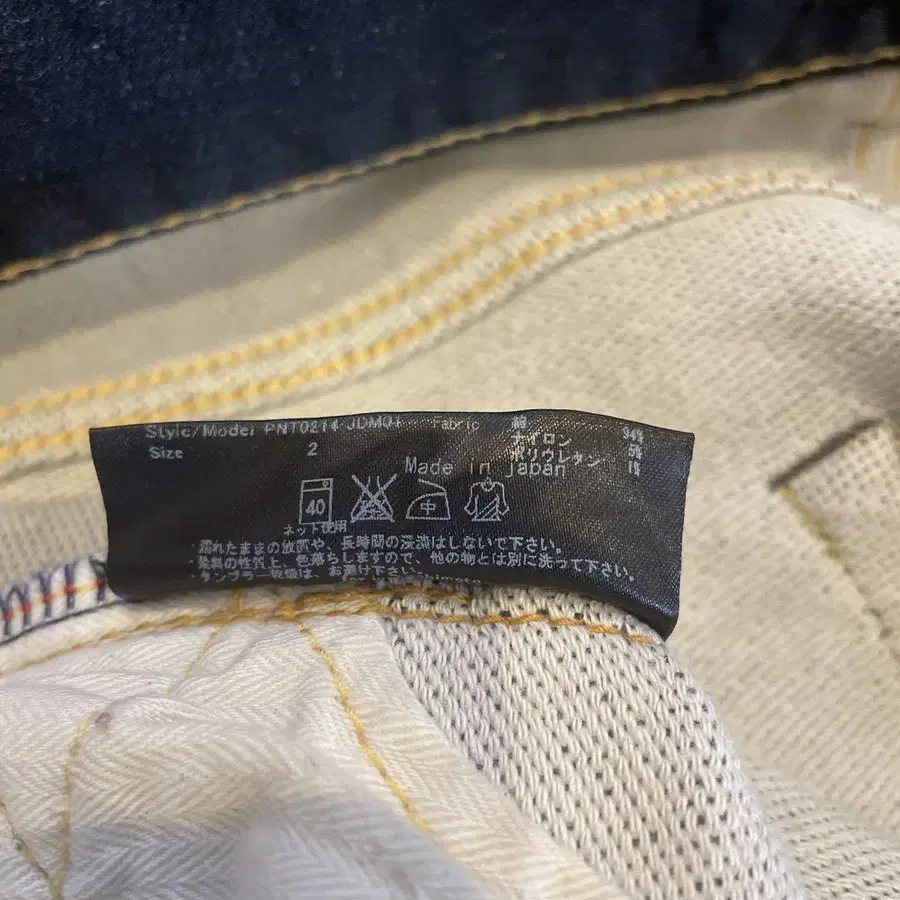 Style/Model PNT0214-JDM01 Fabric 綿 94%
Size 2 ナイロン 5%
ポリウレタン 1%
Made in japan
40 中
ネット使用
・濡れたままの放置や、長時間の浸漬はしないで下さい。
・染料の性質上、色落ちしますので、他の物とは別に洗って下さい。
・タンブラー乾燥は、お避け下さい。